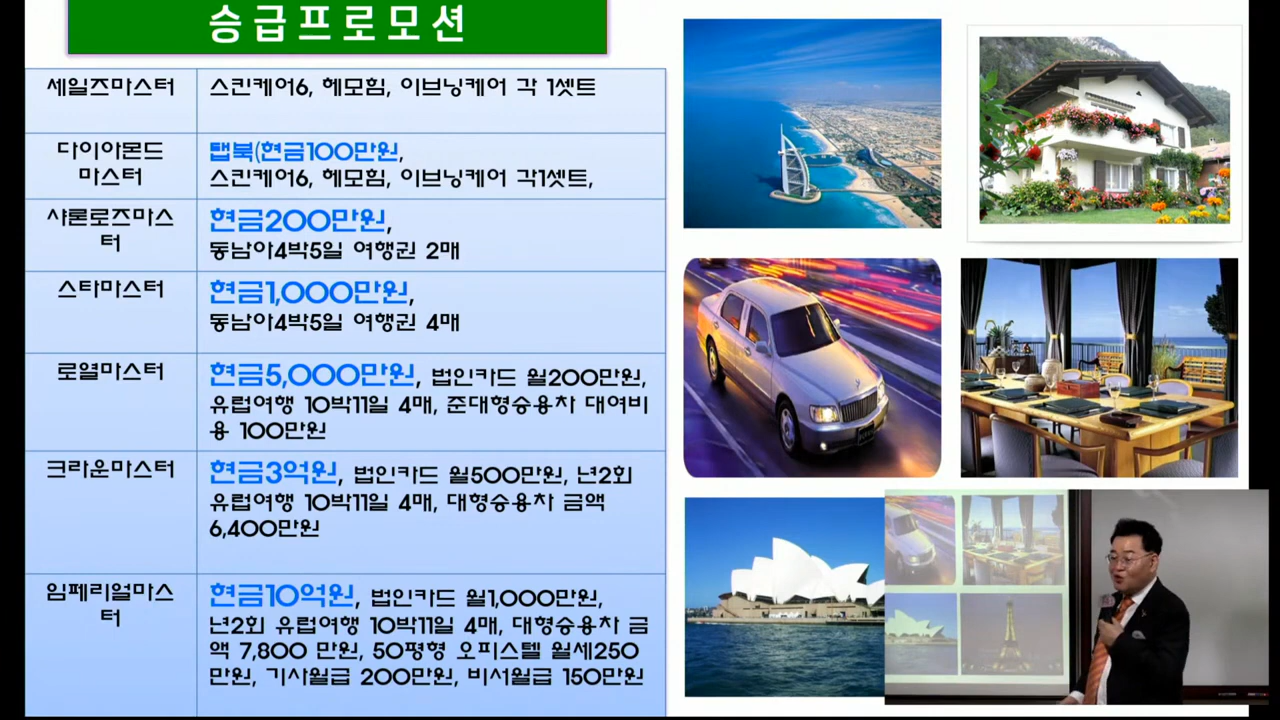 승급프로모션
세일즈마스터
스킨케어6, 헤모힘, 이브닝케어 각 1셋트
다이아몬드
마스터
탭북(현금100만원,
스킨케어6, 헤모힘, 이브닝케어 각1셋트,
샤론로즈마스
터
현금200만원,
동남아4박5일 여행권 2매
스타마스터
현금1,000만원,
동남아4박5일 여행권 4매
로열마스터
현금5,000만원, 법인카드 월200만원,
유럽여행 10박11일 4매, 준대형승용차 대여비
용 100만원
크라운마스터
현금3억원, 법인카드 월500만원, 년2회
유럽여행 10박11일 4매, 대형승용차 금액
6,400만원
임페리얼마스
터
현금10억원, 법인카드 월1,000만원,
년2회 유럽여행 10박11일 4매, 대형승용차 금
액 7,800 만원, 50평형 오피스텔 월세250
만원, 기사월급 200만원, 비서월급 150만원